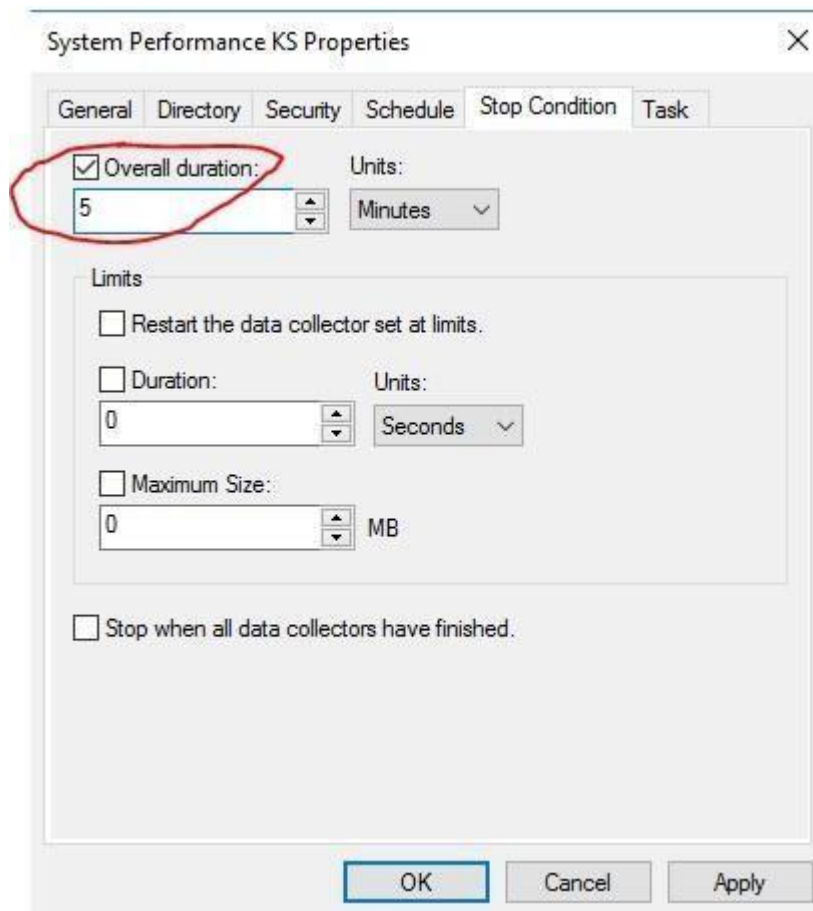 System Performance KS Properties
General Directory Security Schedule Stop Condition Task
Overall duration: Units:
5 Minutes
Limits
Restart the data collector set at limits.
Duration: Units:
0 Seconds
Maximum Size:
0 MB
Stop when all data collectors have finished.
OK Cancel Apply